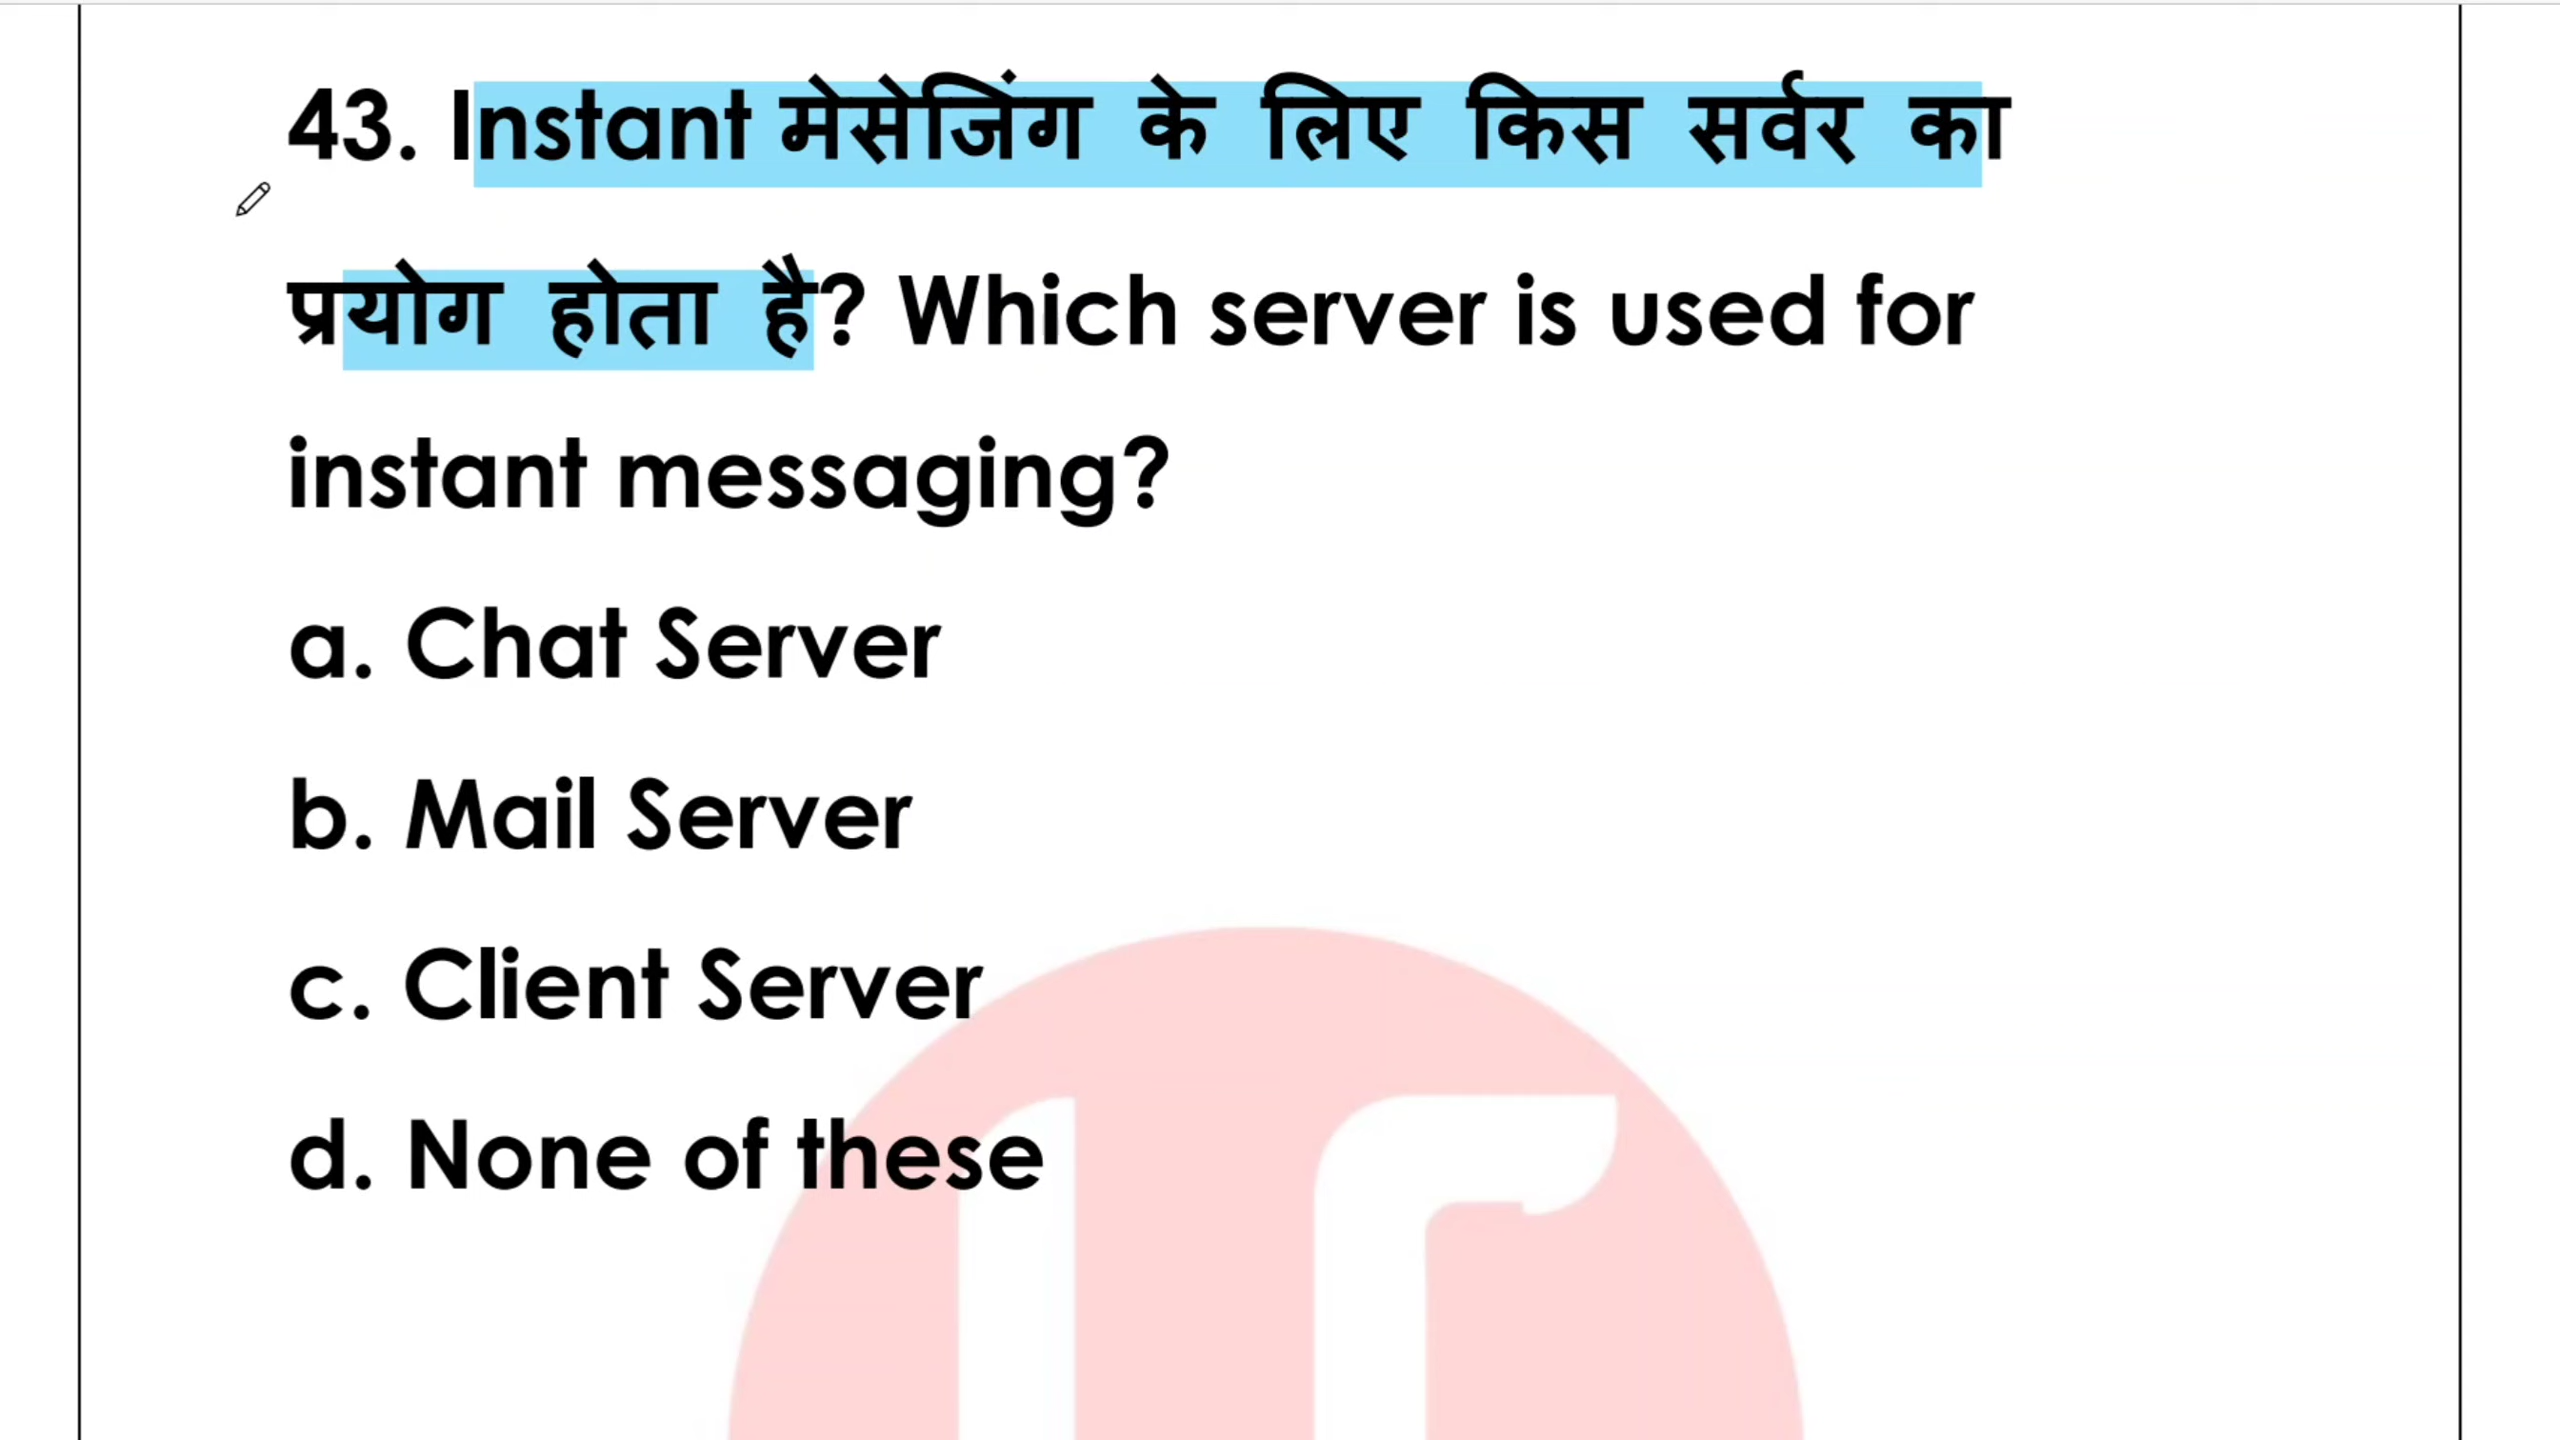 43. Instant मेसेजिंग के लिए किस सर्वर का
प्रयोग होता है? Which server is used for
instant messaging?
a. Chat Server
b. Mail Server
c. Client Server
d. None of these